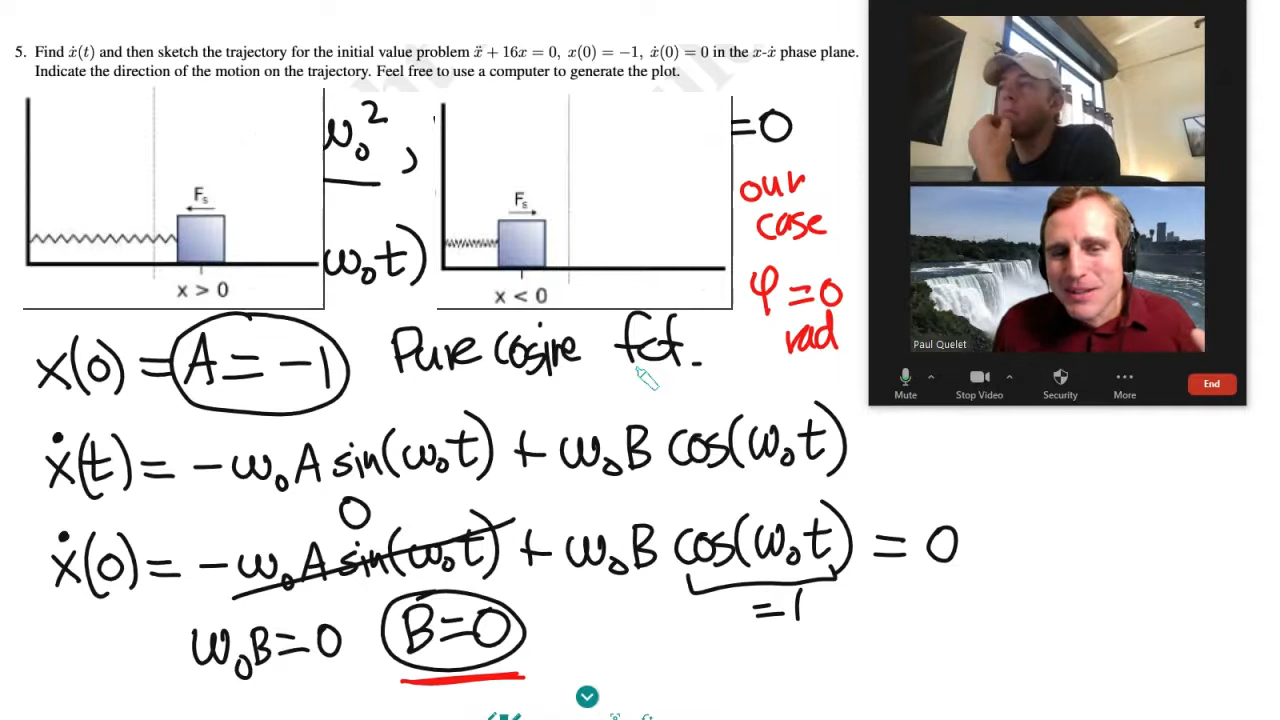 5. Find ẋ(t) and then sketch the trajectory for the initial value problem ẍ + 16x = 0, x(0) = −1, ẋ(0) = 0 in the x-ẋ phase plane.
Indicate the direction of the motion on the trajectory. Feel free to use a computer to generate the plot.
ω₀² ,
=0
our
case
Fs
Fs
ω₀t)
x > 0
x < 0
φ=0
rad
x(0) = A = −1 Pure cosine fct.
ẋ(t) = −ω₀A sin(ω₀t) + ω₀B cos(ω₀t)
0
ẋ(0) = −ω₀A sin(ω₀t) + ω₀B cos(ω₀t) = 0
=1
ω₀B=0 B=0
Paul Quelet
Mute
Stop Video
Security
More
End